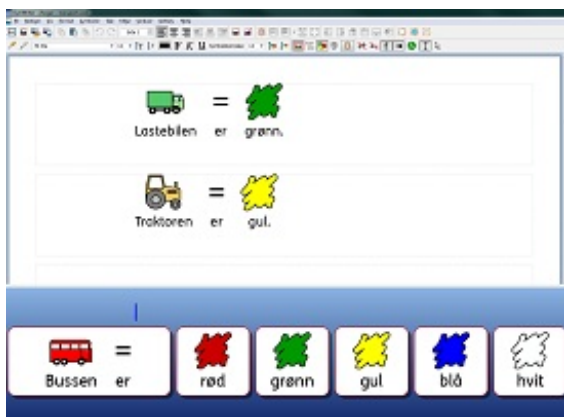 Lastebilen er grønn.
Traktoren er gul.
Bussen er rød grønn gul blå hvit